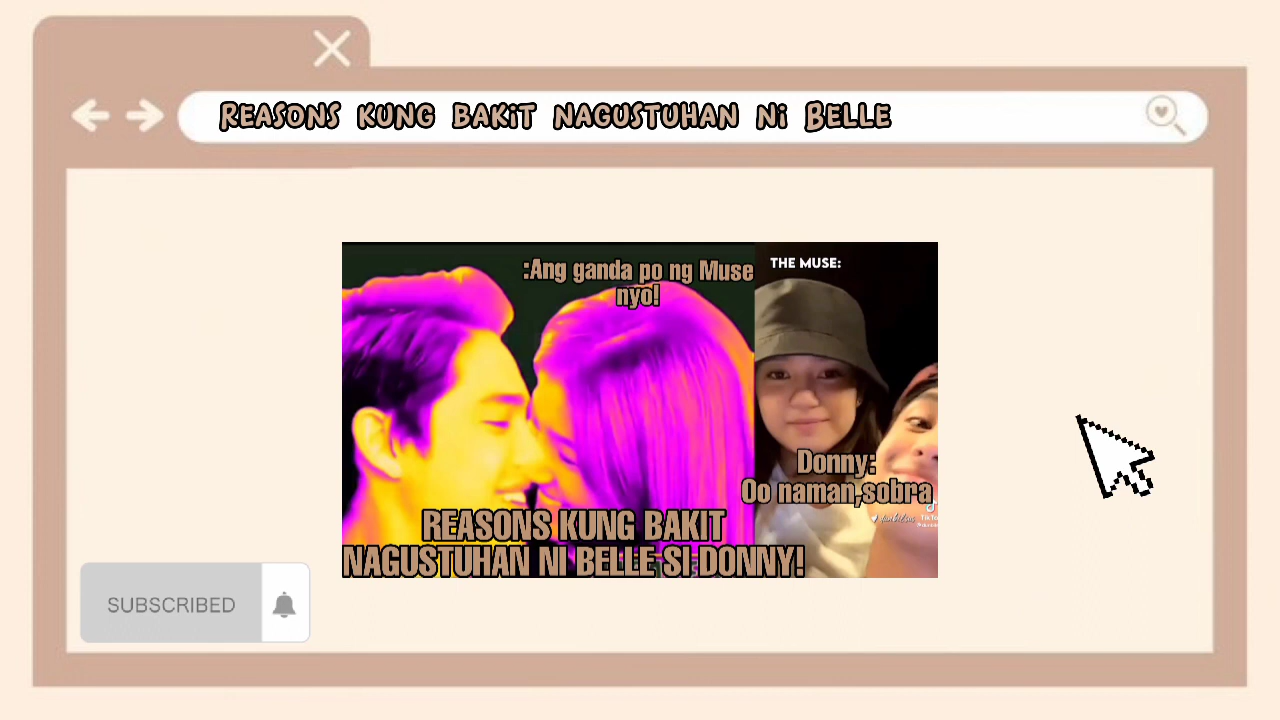 REASONS KUNG BAKiT NAGUSTUHAN Ni BELLE
:Ang ganda po ng Muse
nyo!
THE MUSE:
Donny:
Oo naman,sobra
REASONS KUNG BAKIT
NAGUSTUHAN NI BELLE SI DONNY!
SUBSCRIBED